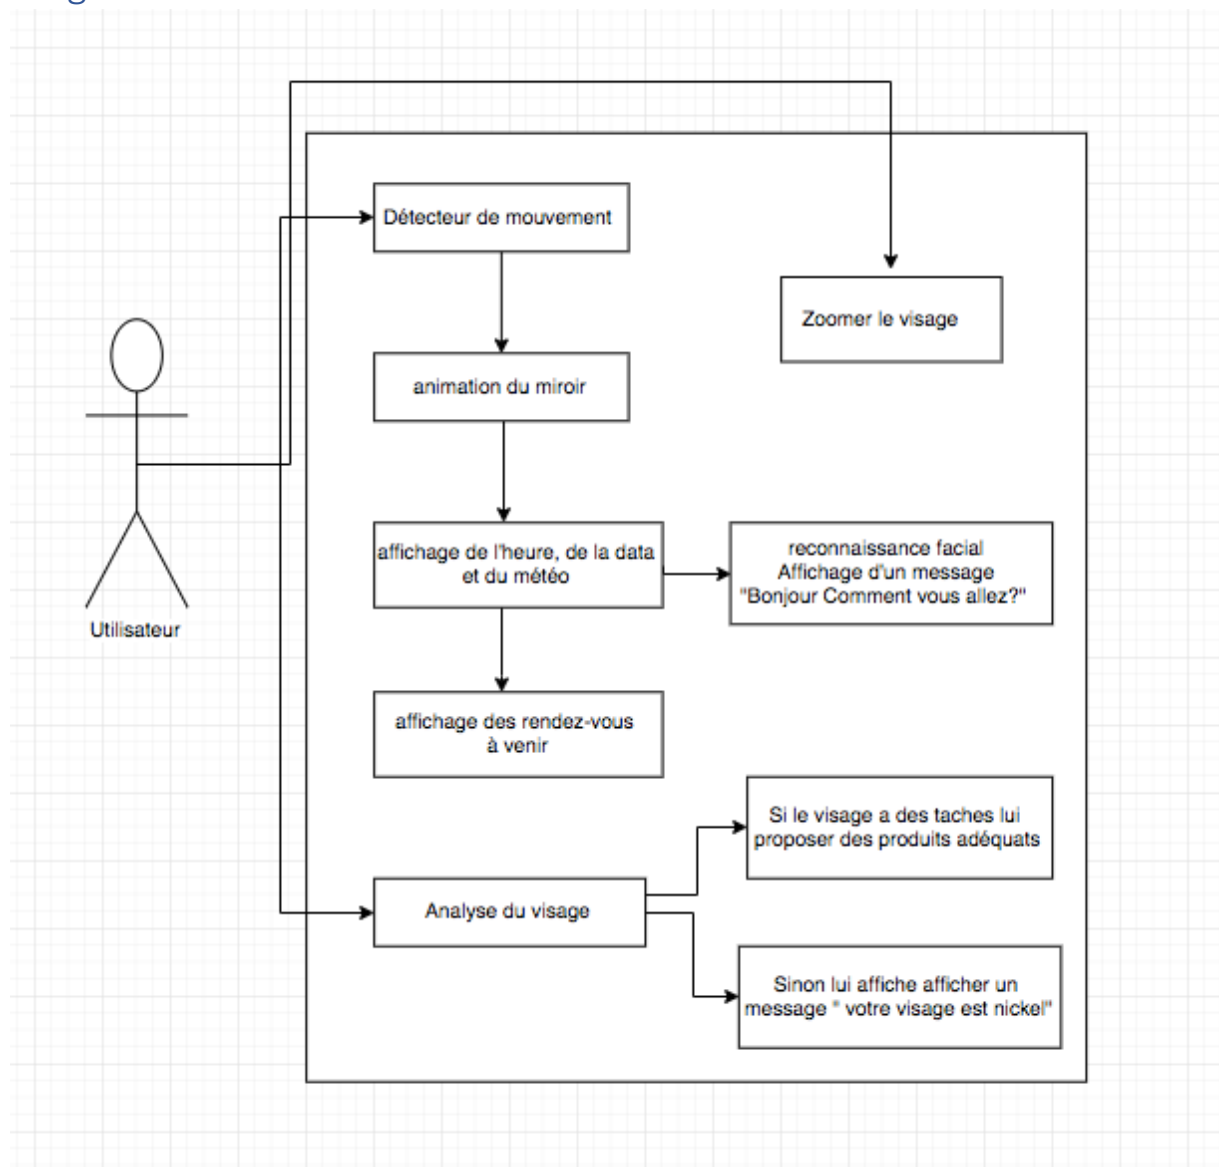 Détecteur de mouvement
Zoomer le visage
animation du miroir
affichage de l'heure, de la data
et du météo
reconnaissance facial
Affichage d'un message
"Bonjour Comment vous allez?"
Utilisateur
affichage des rendez-vous
à venir
Si le visage a des taches lui
proposer des produits adéquats
Analyse du visage
Sinon lui affiche afficher un
message " votre visage est nickel"